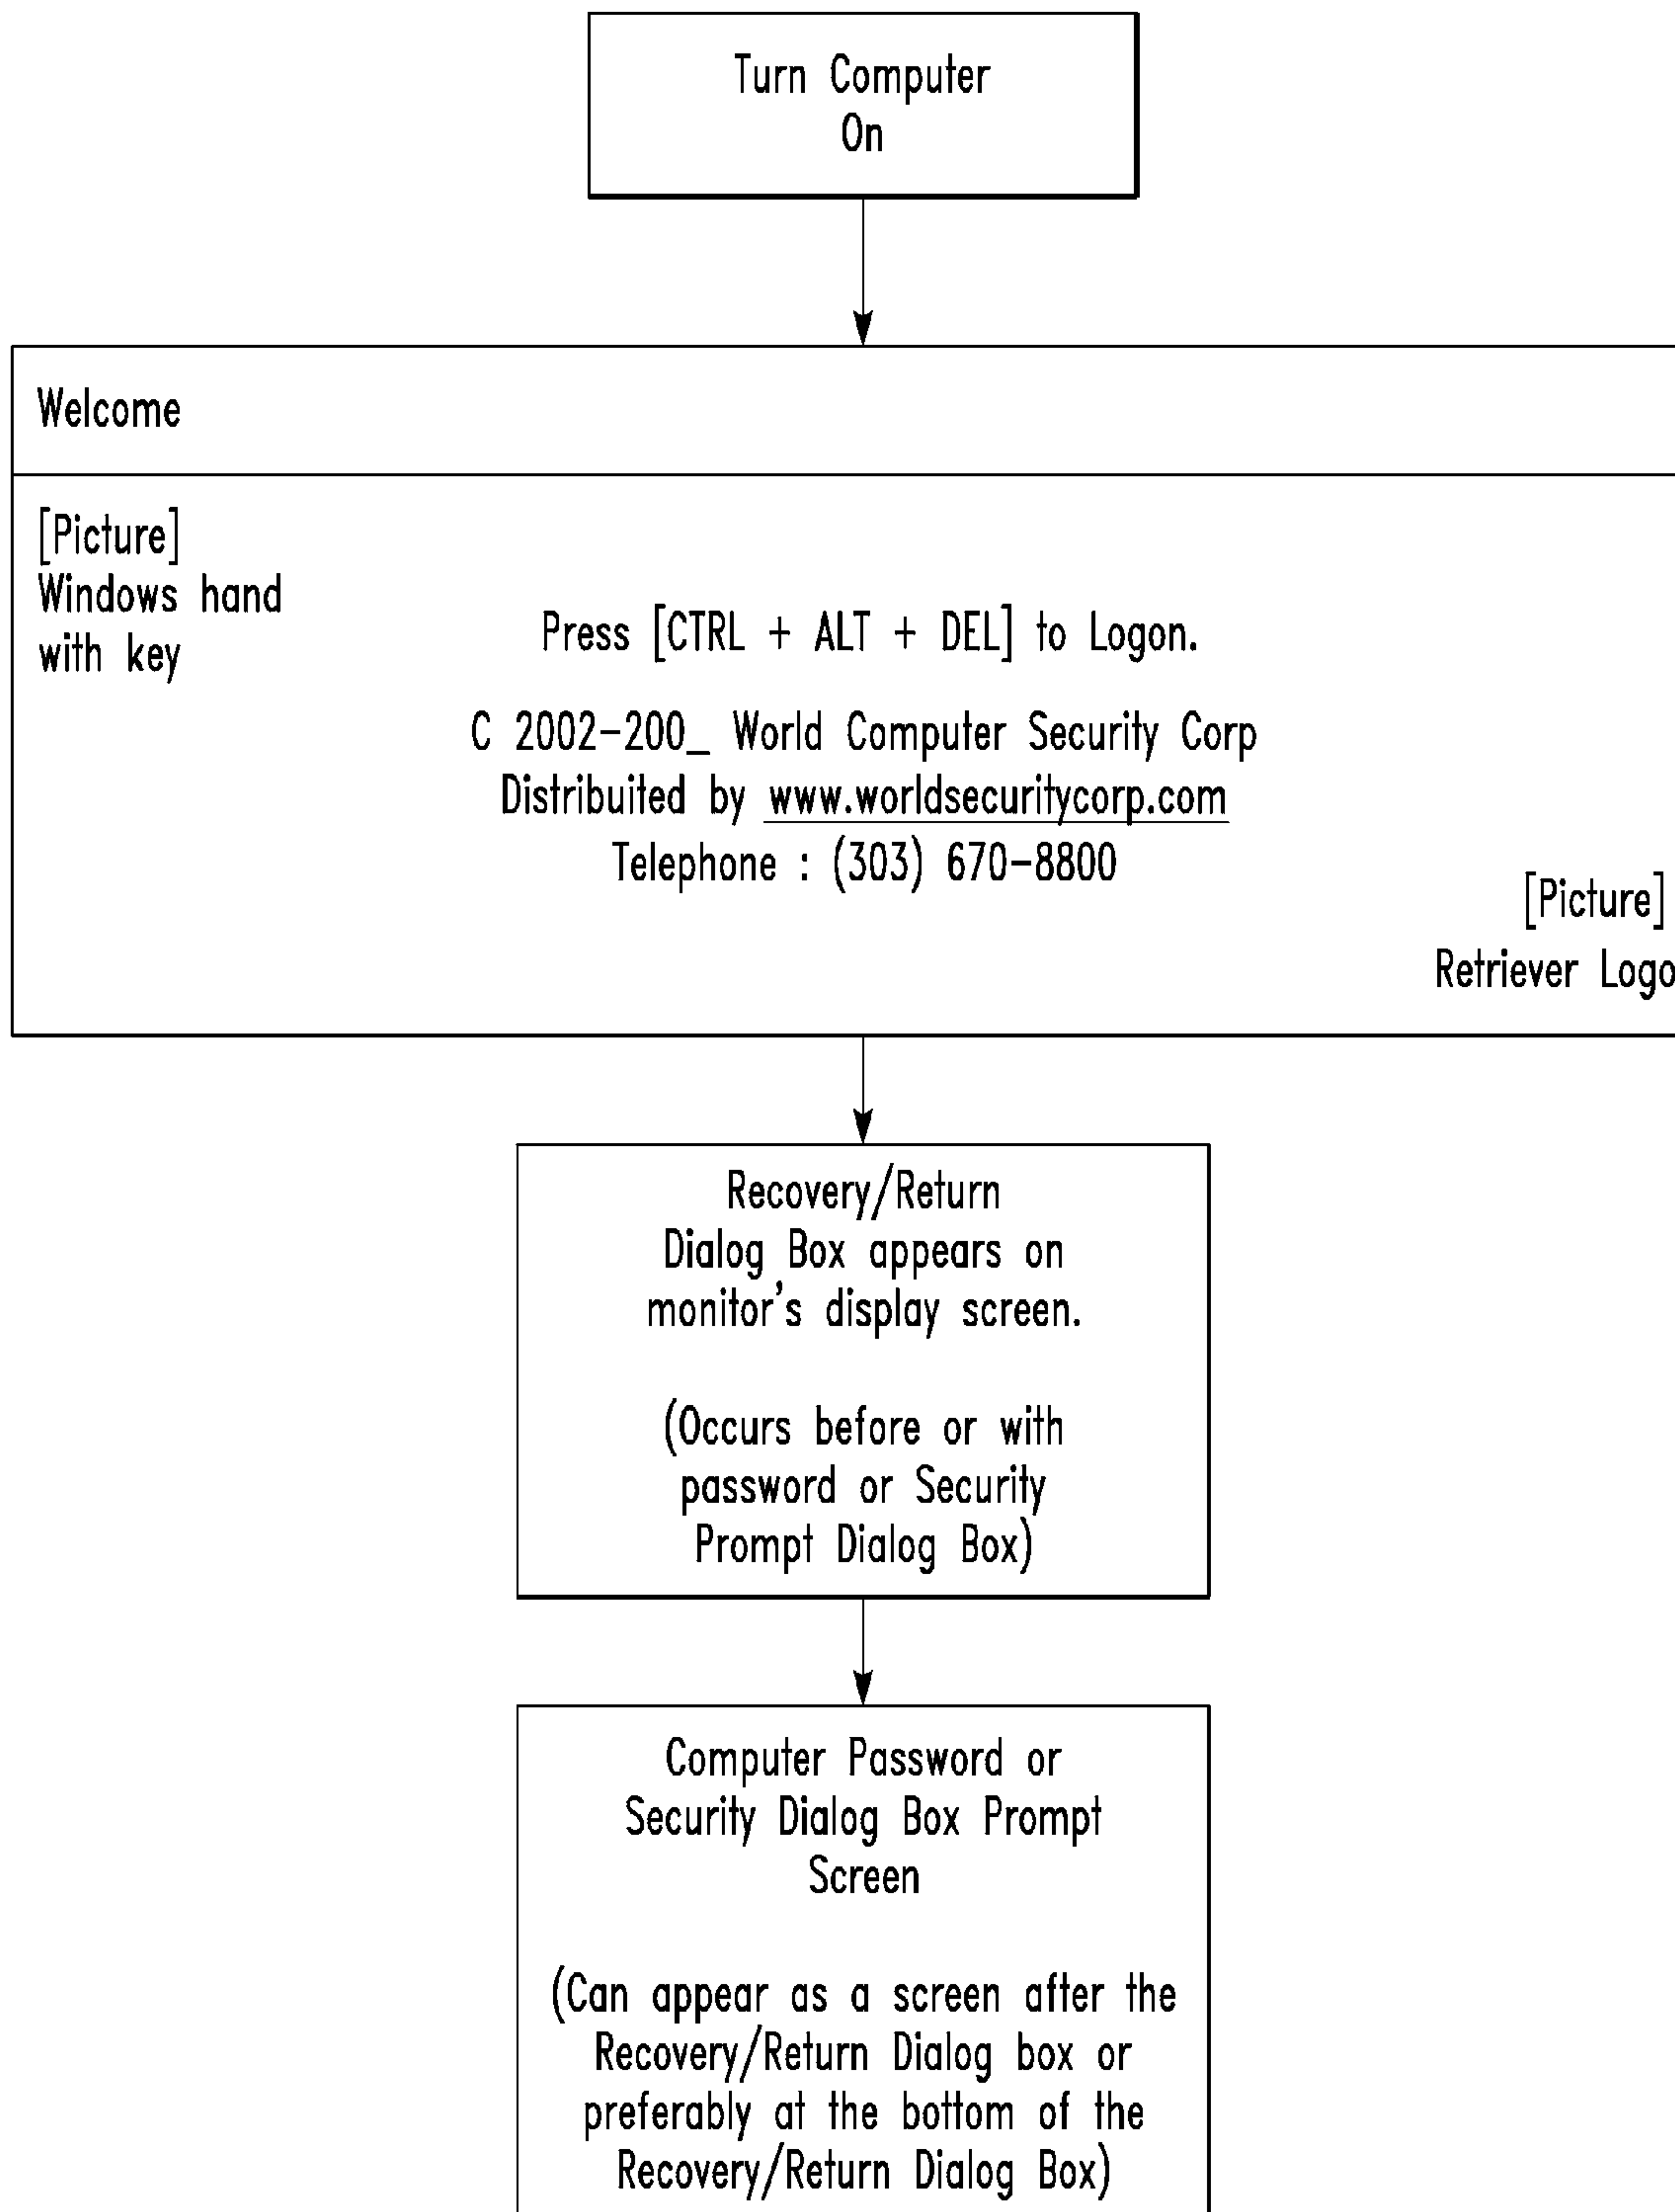 Turn Computer
On
Welcome
[Picture]
Windows hand
with key
Press [CTRL + ALT + DEL] to Logon.
C 2002-200_ World Computer Security Corp
Distribuited by www.worldsecuritycorp.com
Telephone : (303) 670-8800
[Picture]
Retriever Logo
Recovery/Return
Dialog Box appears on
monitor's display screen.
(Occurs before or with
password or Security
Prompt Dialog Box)
Computer Password or
Security Dialog Box Prompt
Screen
(Can appear as a screen after the
Recovery/Return Dialog box or
preferably at the bottom of the
Recovery/Return Dialog Box)